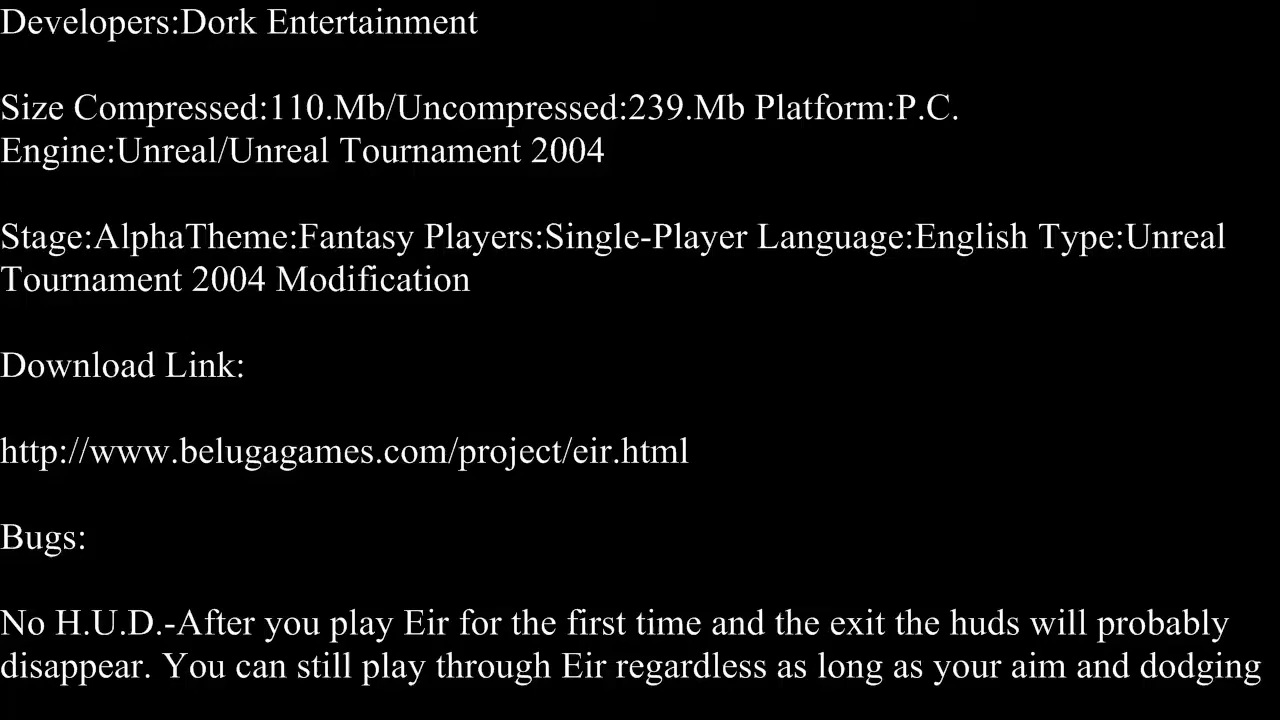 Developers:Dork Entertainment
Size Compressed:110.Mb/Uncompressed:239.Mb Platform:P.C.
Engine:Unreal/Unreal Tournament 2004
Stage:AlphaTheme:Fantasy Players:Single-Player Language:English Type:Unreal
Tournament 2004 Modification
Download Link:
http://www.belugagames.com/project/eir.html
Bugs:
No H.U.D.-After you play Eir for the first time and the exit the huds will probably
disappear. You can still play through Eir regardless as long as your aim and dodging